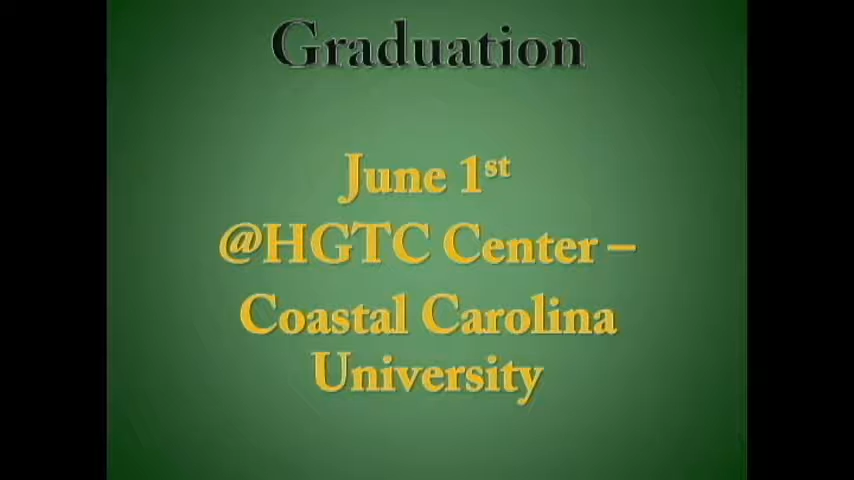 Graduation
June 1st
@HGTC Center –
Coastal Carolina
University